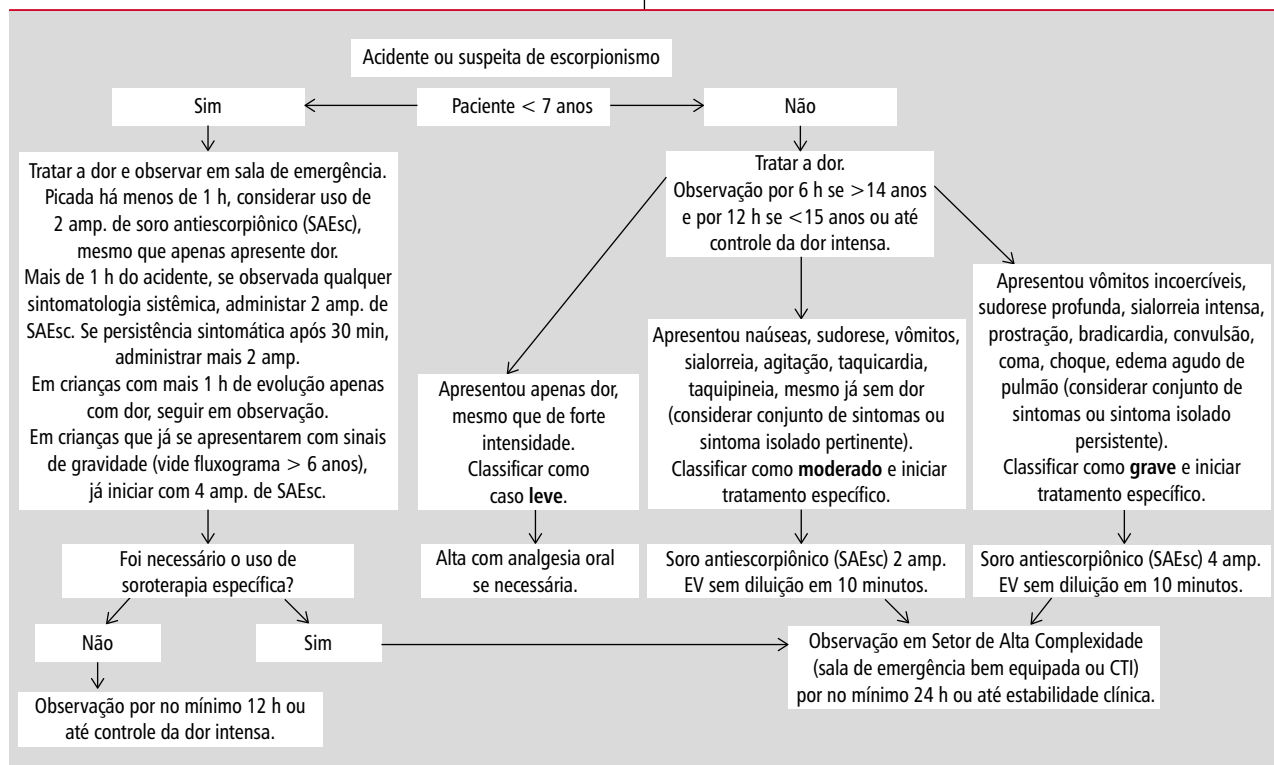 Acidente ou suspeita de escorpionismo
Sim
Paciente < 7 anos
Não
Tratar a dor e observar em sala de emergência.
Picada há menos de 1 h, considerar uso de
2 amp. de soro antiescorpiônico (SAEsc),
mesmo que apenas apresente dor.
Mais de 1 h do acidente, se observada qualquer
sintomatologia sistêmica, administar 2 amp. de
SAEsc. Se persistência sintomática após 30 min,
administrar mais 2 amp.
Em crianças com mais 1 h de evolução apenas
com dor, seguir em observação.
Em crianças que já se apresentarem com sinais
de gravidade (vide fluxograma > 6 anos),
já iniciar com 4 amp. de SAEsc.
Tratar a dor.
Observação por 6 h se >14 anos
e por 12 h se <15 anos ou até
controle da dor intensa.
Apresentou apenas dor,
mesmo que de forte
intensidade.
Classificar como
caso leve.
Apresentou naúseas, sudorese, vômitos,
sialorreia, agitação, taquicardia,
taquipineia, mesmo já sem dor
(considerar conjunto de sintomas ou
sintoma isolado pertinente).
Classificar como moderado e iniciar
tratamento específico.
Apresentou vômitos incoercíveis,
sudorese profunda, sialorreia intensa,
prostração, bradicardia, convulsão,
coma, choque, edema agudo de
pulmão (considerar conjunto de
sintomas ou sintoma isolado
persistente).
Classificar como grave e iniciar
tratamento específico.
Foi necessário o uso de
soroterapia específica?
Alta com analgesia oral
se necessária.
Soro antiescorpiônico (SAEsc) 2 amp.
EV sem diluição em 10 minutos.
Soro antiescorpiônico (SAEsc) 4 amp.
EV sem diluição em 10 minutos.
Não
Sim
Observação em Setor de Alta Complexidade
(sala de emergência bem equipada ou CTI)
por no mínimo 24 h ou até estabilidade clínica.
Observação por no mínimo 12 h ou
até controle da dor intensa.